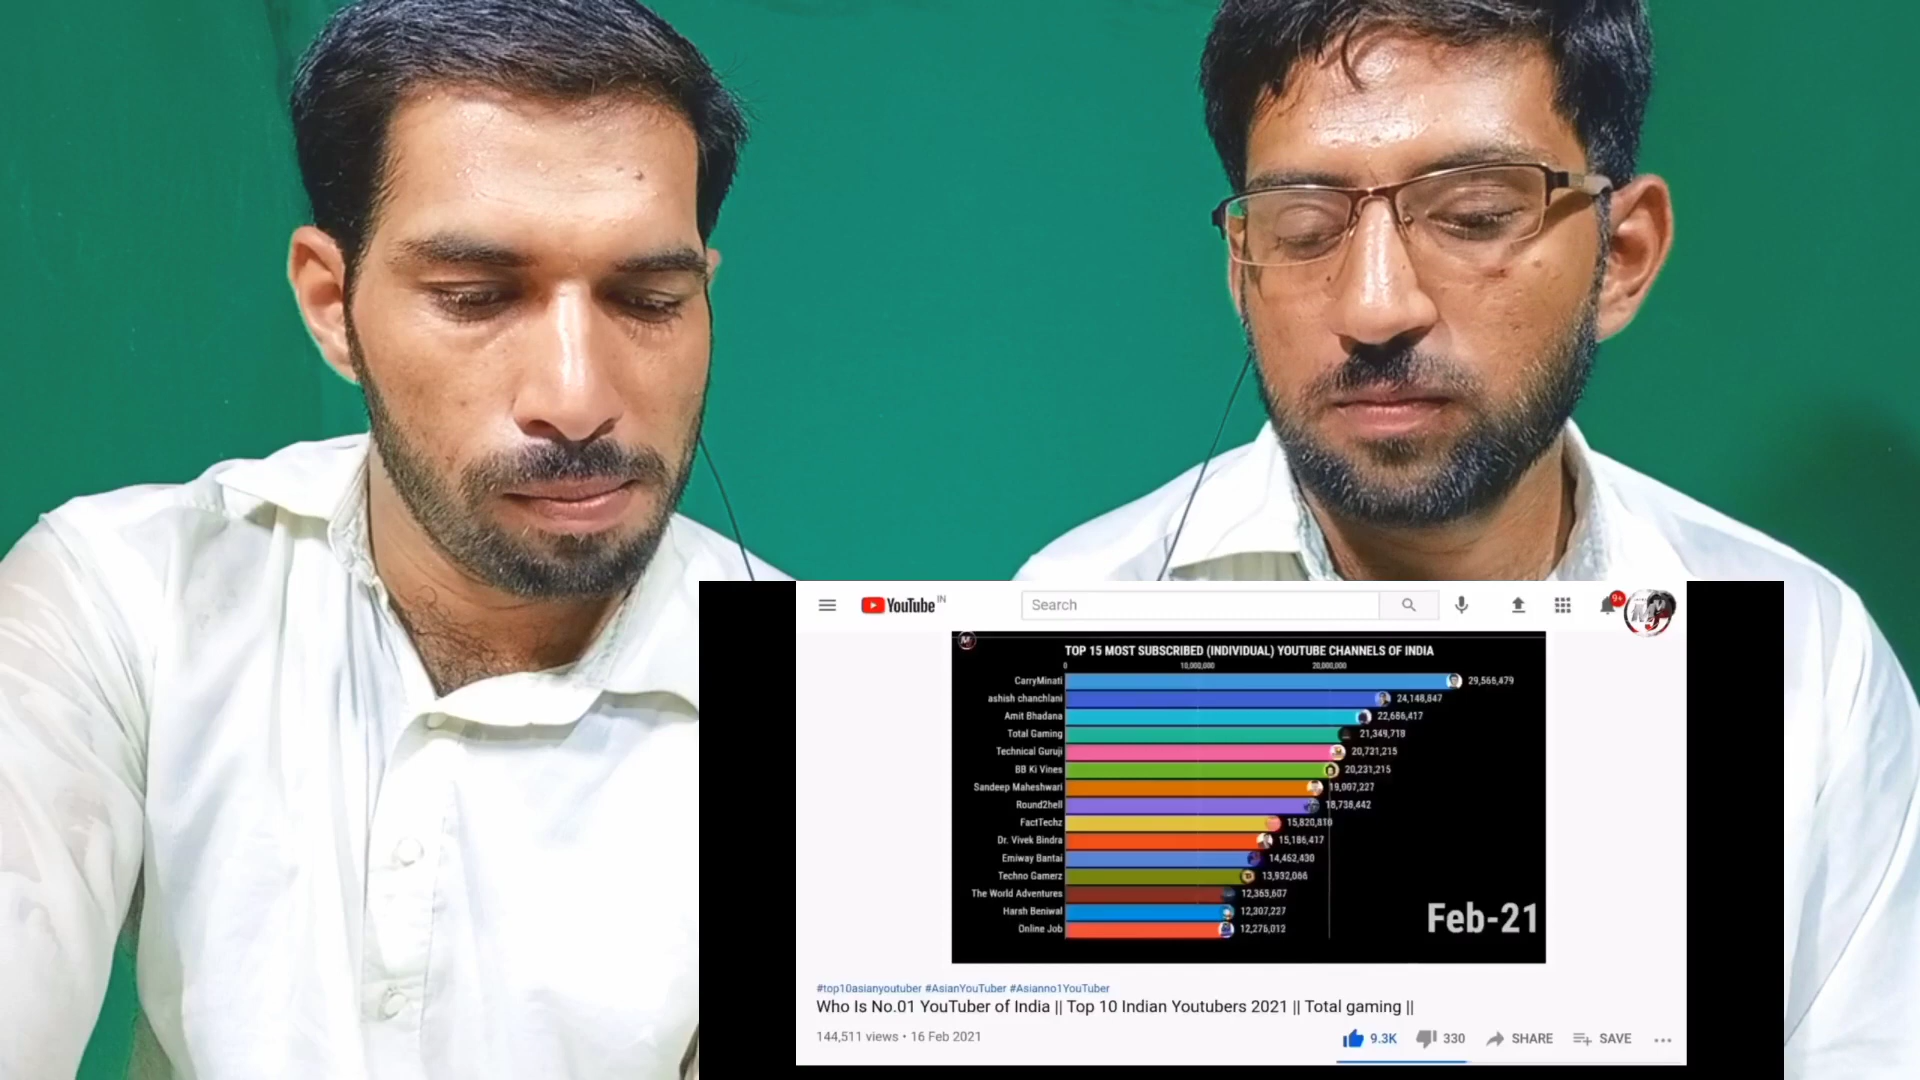 YouTube IN
Search
9+
TOP 15 MOST SUBSCRIBED (INDIVIDUAL) YOUTUBE CHANNELS OF INDIA
0 10,000,000 20,000,000
CarryMinati 29,566,479
ashish chanchlani 24,148,847
Amit Bhadana 22,686,417
Total Gaming 21,349,718
Technical Guruji 20,721,215
BB Ki Vines 20,231,215
Sandeep Maheshwari 19,007,227
Round2hell 18,738,442
FactTechz 15,820,810
Dr. Vivek Bindra 15,186,417
Emiway Bantai 14,452,430
Techno Gamerz 13,932,066
The World Adventures 12,365,607
Harsh Beniwal 12,307,227
Online Job 12,276,012
Feb-21
#top10asianyoutuber #AsianYouTuber #Asianno1YouTuber
Who Is No.01 YouTuber of India || Top 10 Indian Youtubers 2021 || Total gaming ||
144,511 views • 16 Feb 2021
9.3K 330 SHARE SAVE